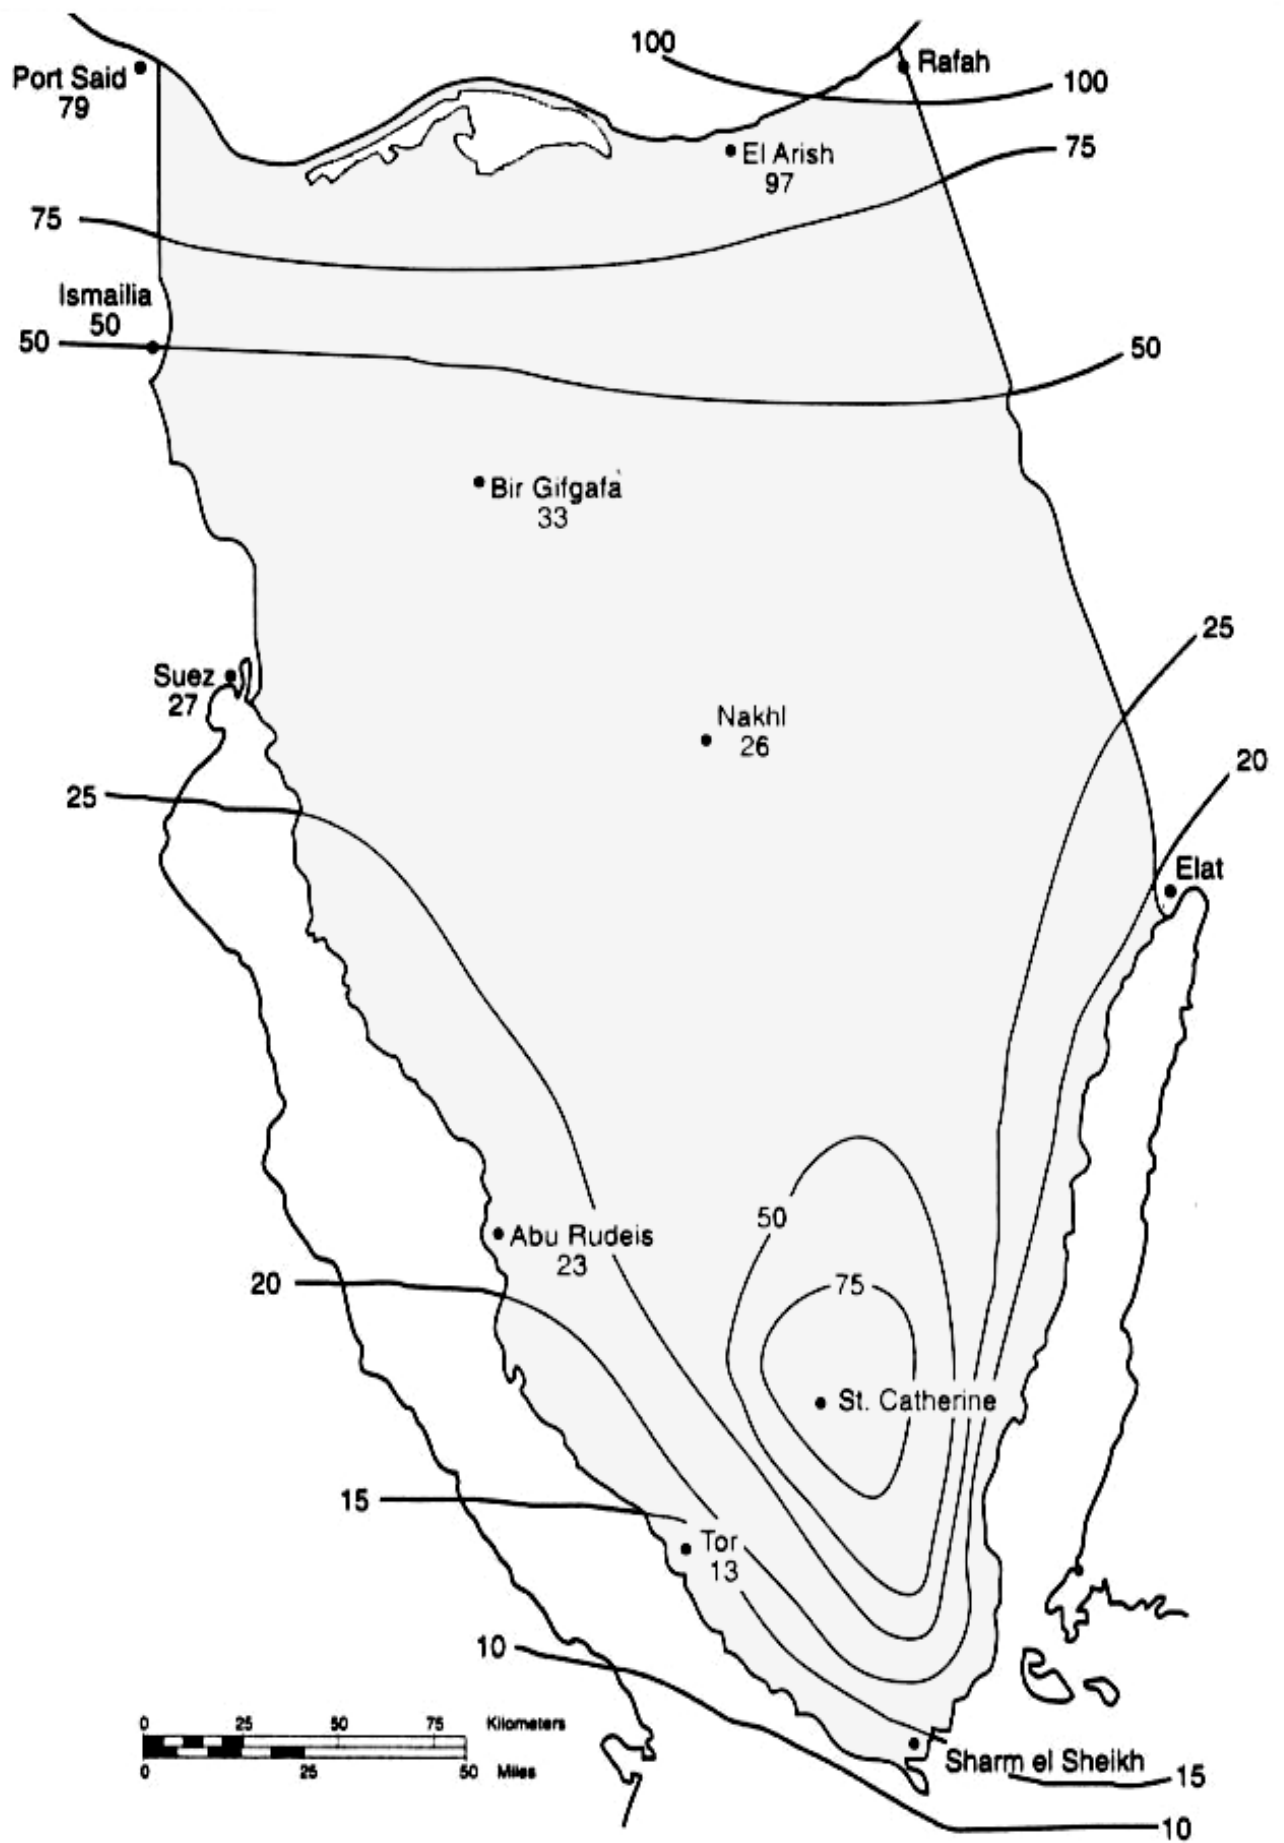 100
Rafah
Port Said
79
100
El Arish
97
75
75
Ismailia
50
50
50
Bir Gifgafa
33
25
Suez
27
Nakhl
26
20
25
Elat
50
Abu Rudeis
23
20
75
St. Catherine
15
Tor
13
10
0 25 50 75 Kilometers
0 25 50 Miles
Sharm el Sheikh
15
10